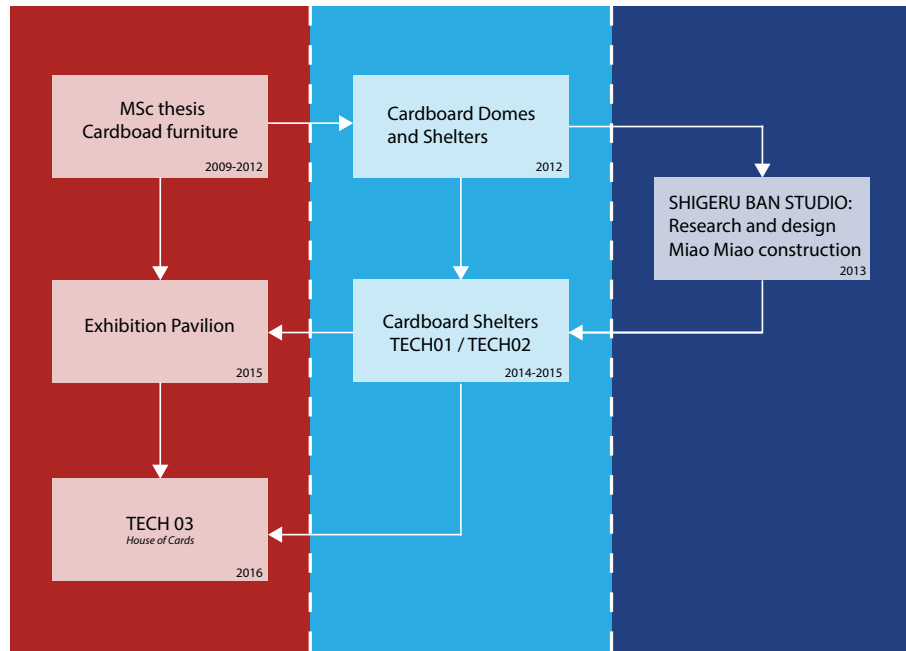 MSc thesis
Cardboad furniture
2009-2012
Cardboard Domes
and Shelters
2012
SHIGERU BAN STUDIO:
Research and design
Miao Miao construction
2013
Exhibition Pavilion
2015
Cardboard Shelters
TECH01 / TECH02
2014-2015
TECH 03
House of Cards
2016